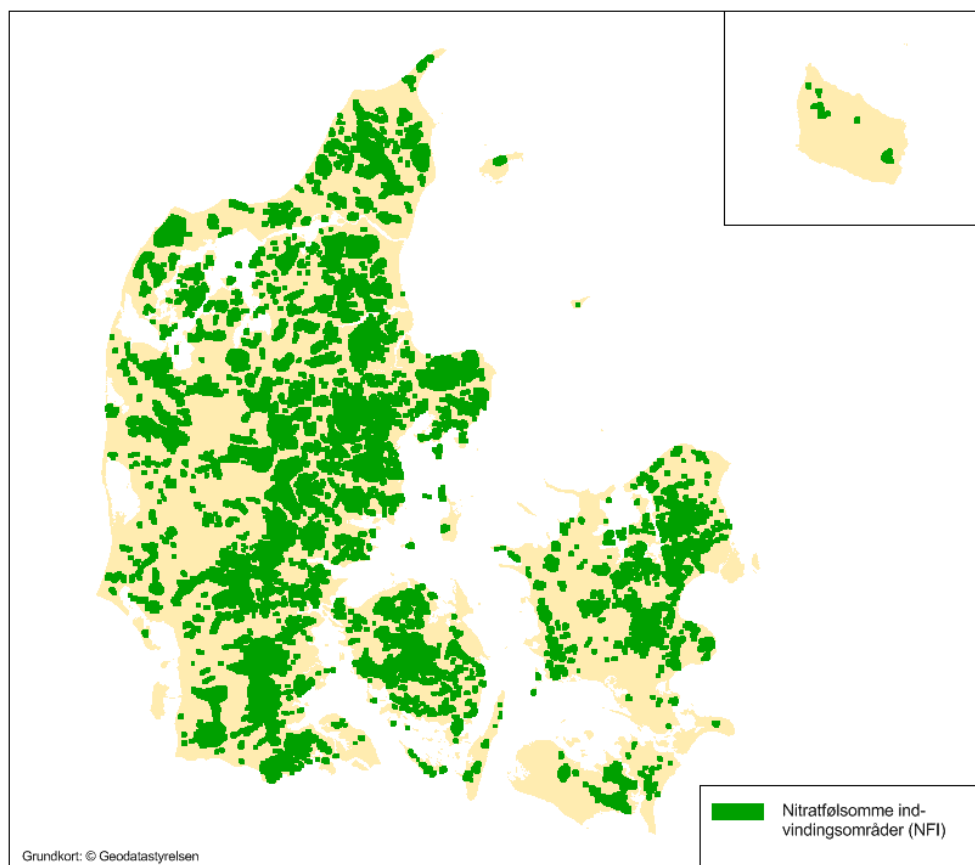 Nitratfølsomme ind-
vindingsområder (NFI)
Grundkort: © Geodatastyrelsen